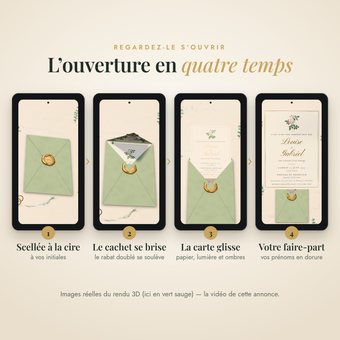 REGARDEZ-LE S'OUVRIR
L'ouverture en quatre temps
Louise
Gabriel
1
2
3
4
Scellée à la cire
à vos initiales
Le cachet se brise
le rabat doublé se soulève
La carte glisse
papier, lumière et ombres
Votre faire-part
vos prénoms en dorure
Images réelles du rendu 3D (ici en vert sauge) — la vidéo de cette annonce.